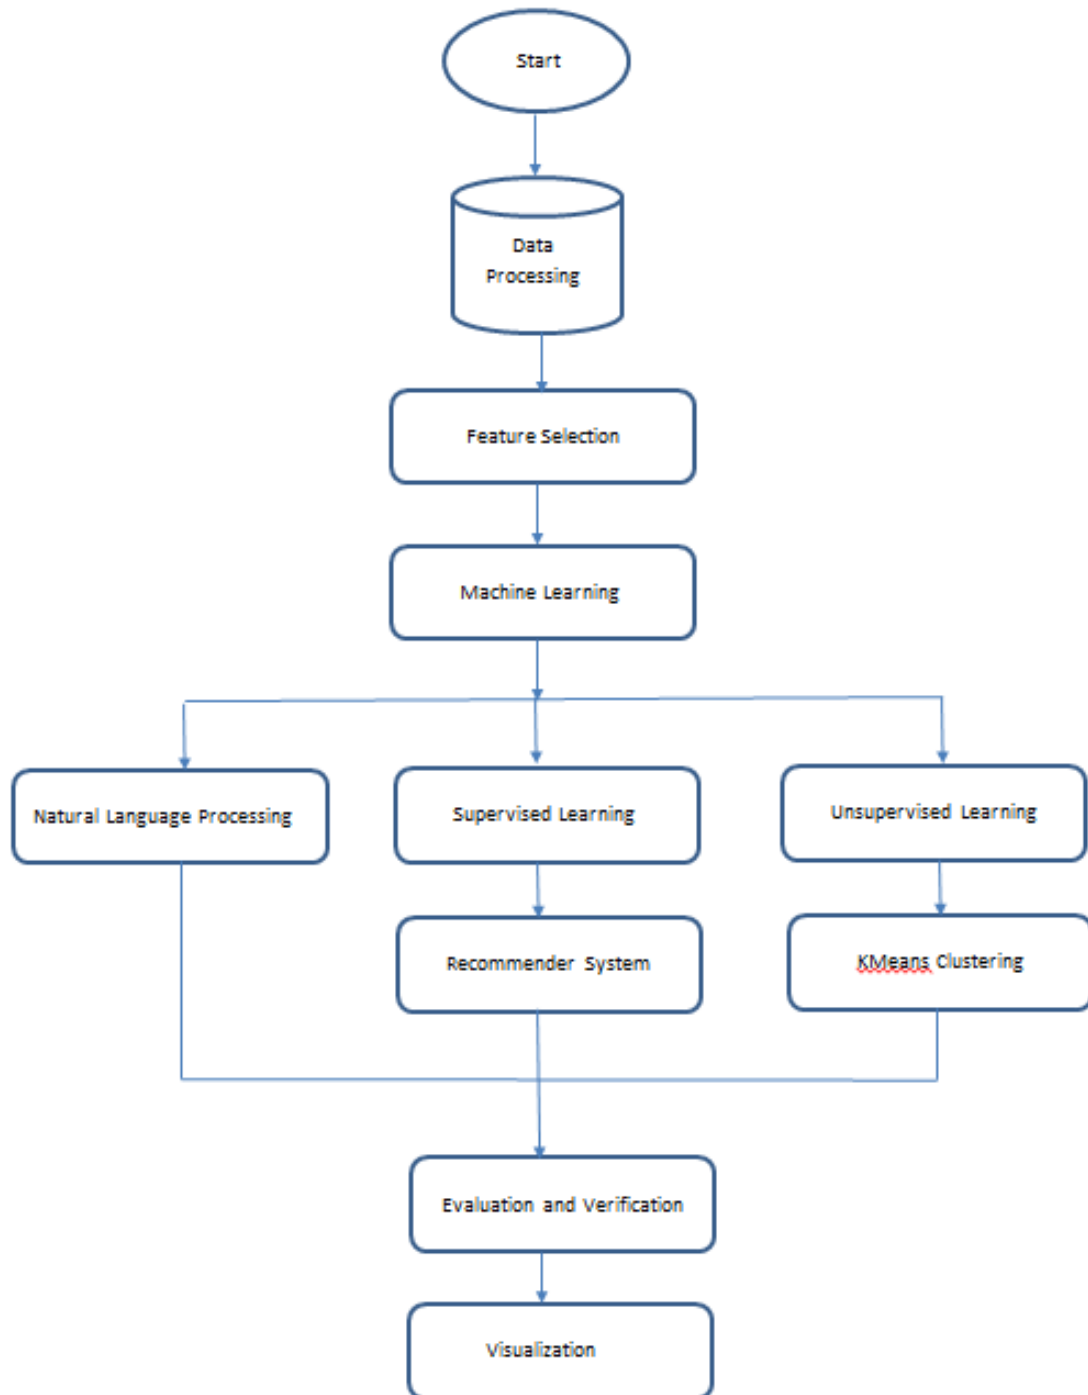 Start
Data
Processing
Feature Selection
Machine Learning
Natural Language Processing
Supervised Learning
Unsupervised Learning
Recommender System
KMeans Clustering
Evaluation and Verification
Visualization